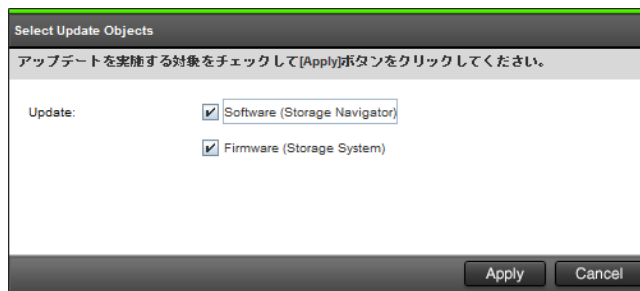 Select Update Objects
アップデートを実施する対象をチェックして[Apply]ボタンをクリックしてください。
Update:
Software (Storage Navigator)
Firmware (Storage System)
Apply Cancel